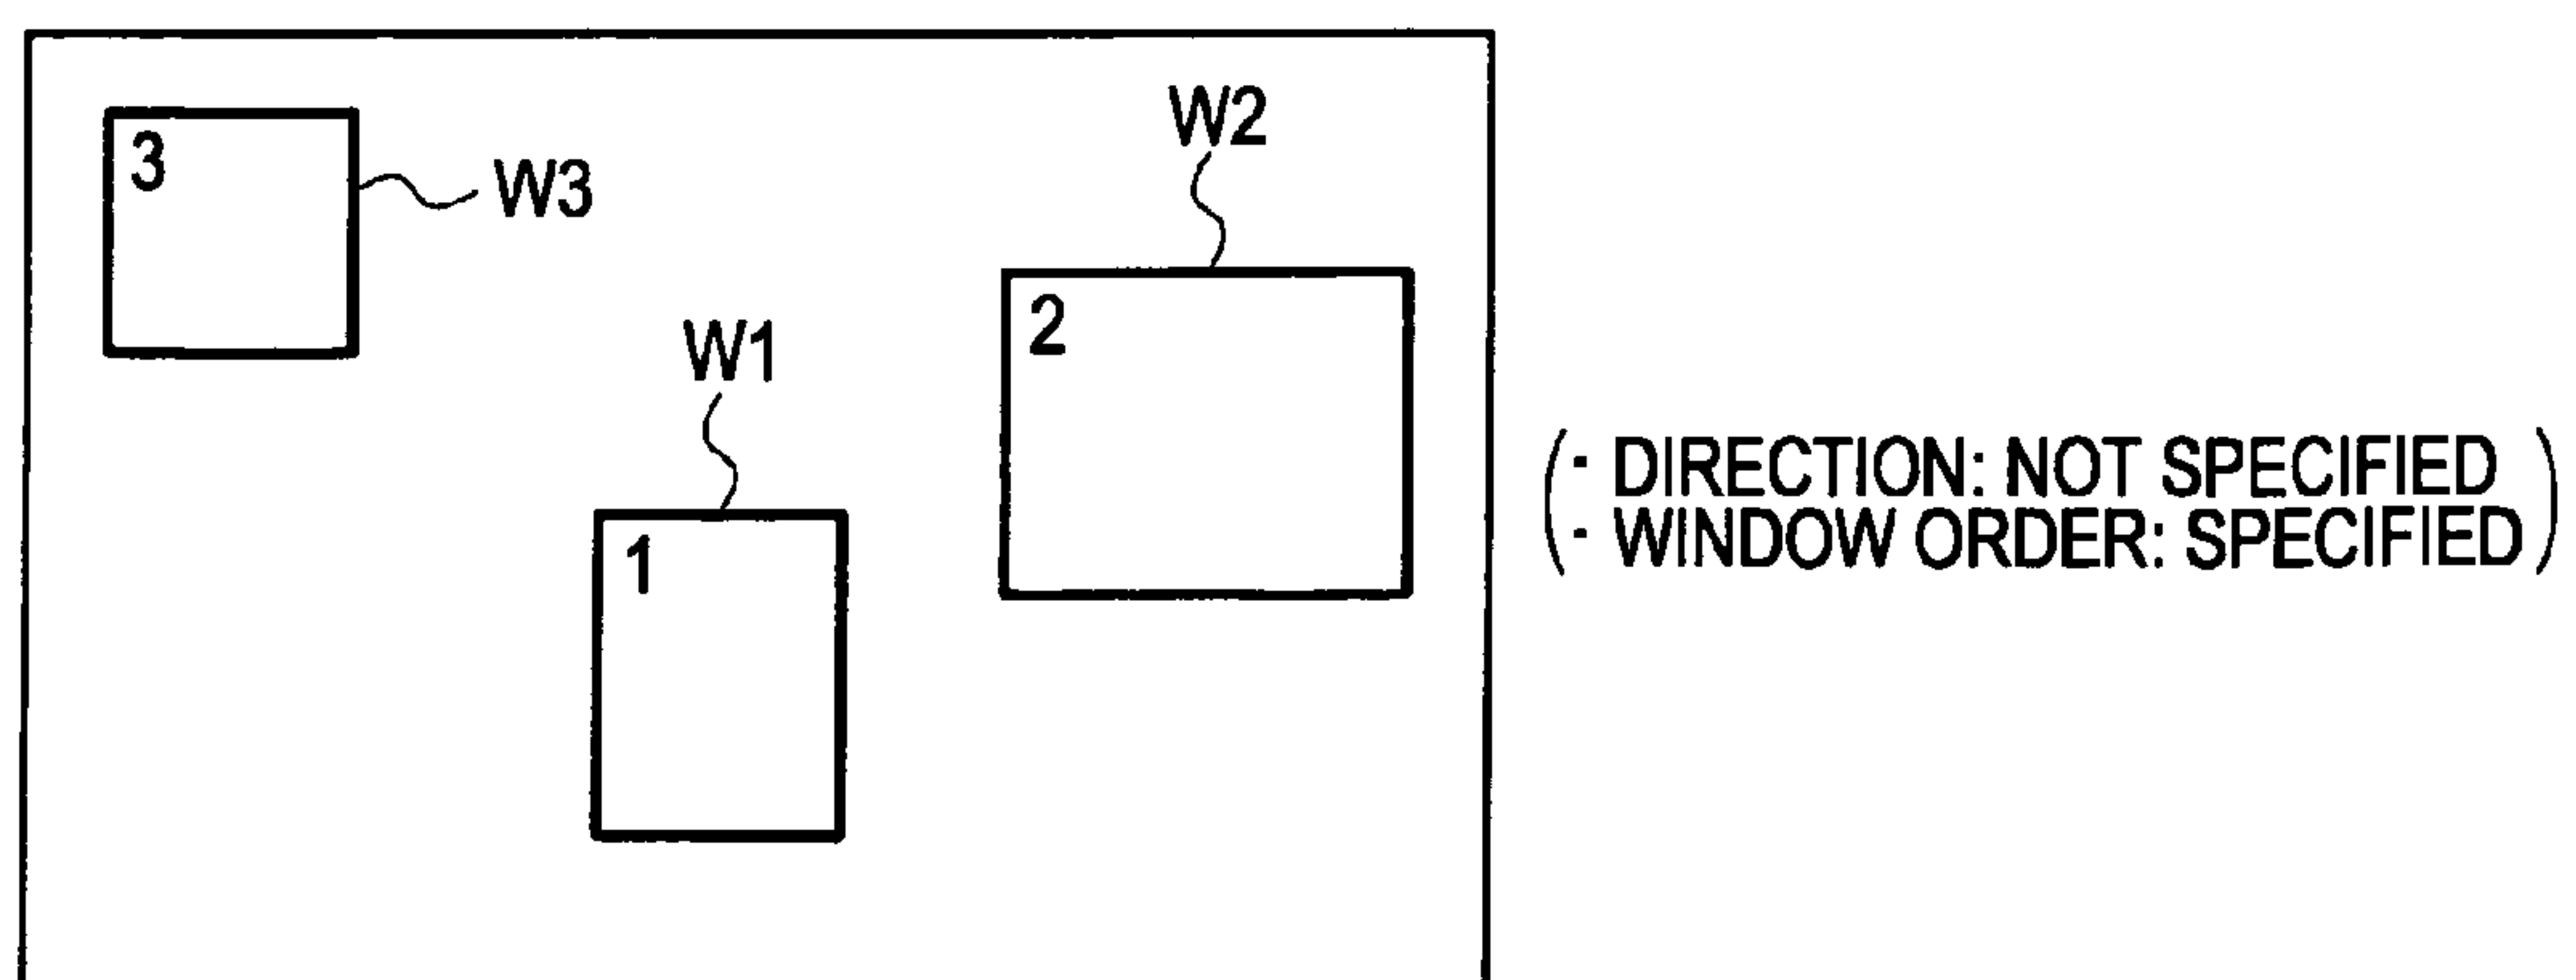 W2
3
W3
2
W1
1
(· DIRECTION: NOT SPECIFIED
· WINDOW ORDER: SPECIFIED)